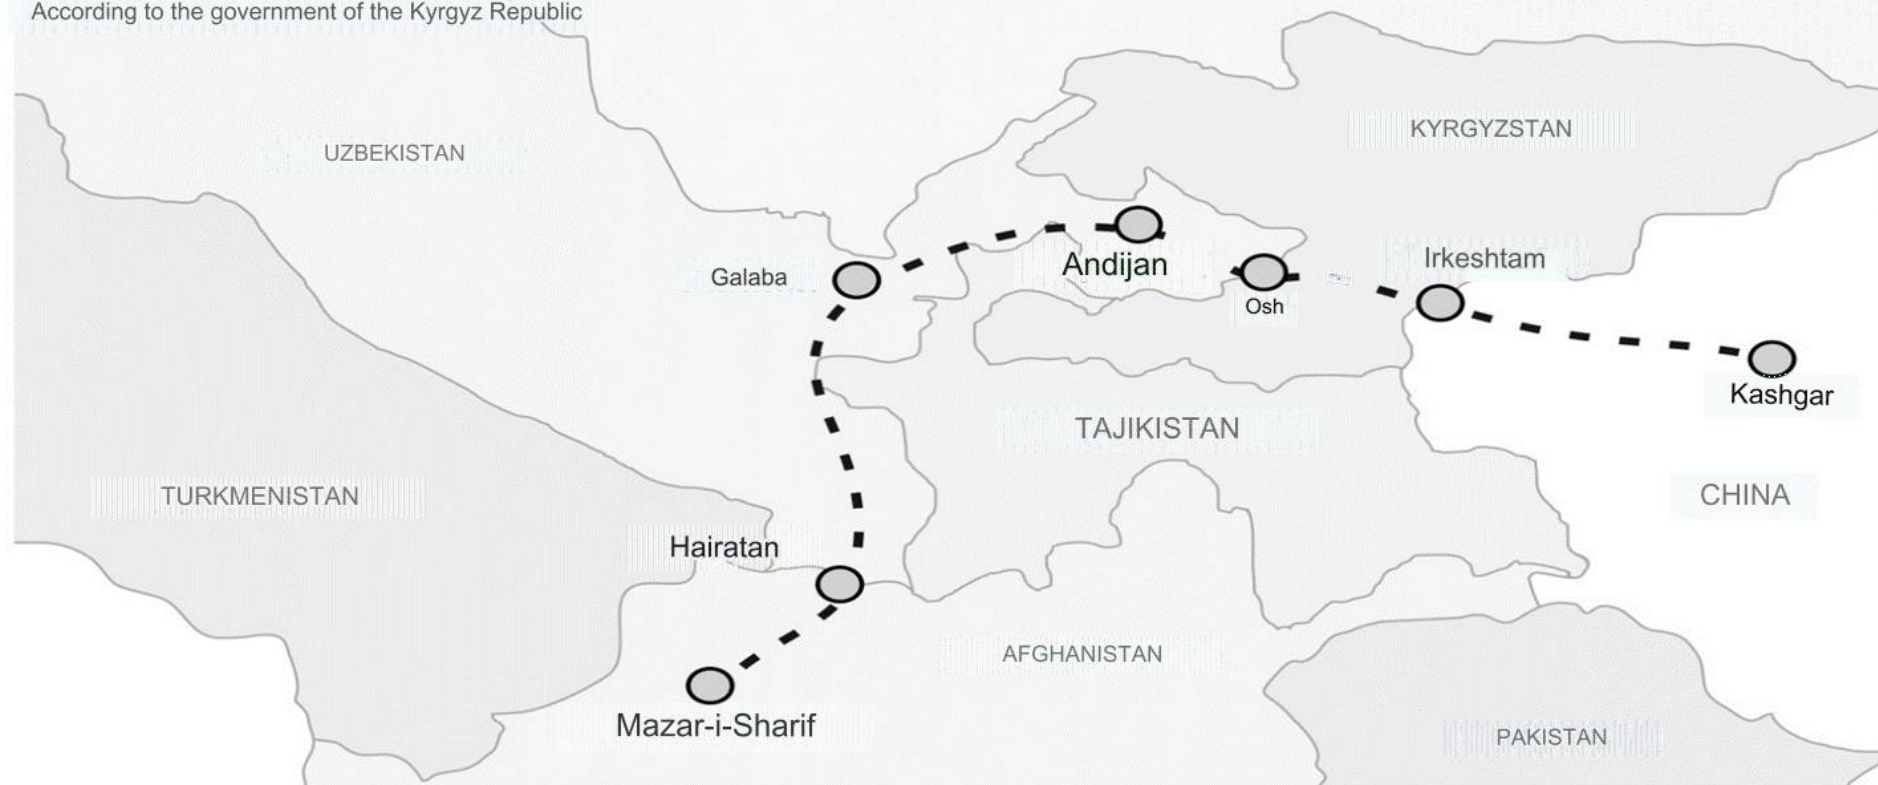 According to the government of the Kyrgyz Republic
KYRGYZSTAN
UZBEKISTAN
Galaba
Andijan
Irkeshtam
Osh
Kashgar
TAJIKISTAN
TURKMENISTAN
CHINA
Hairatan
AFGHANISTAN
Mazar-i-Sharif
PAKISTAN